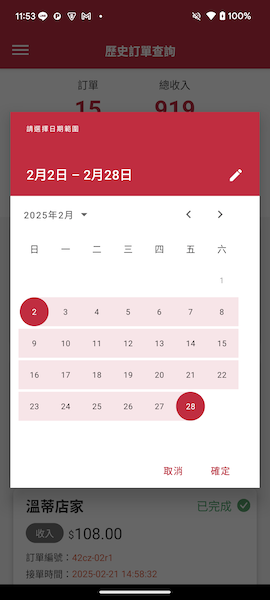 11:53
100%
歷史訂單查詢
訂單
總收入
15
919
請選擇日期範圍
2月2日 – 2月28日
2025年2月
日 一 二 三 四 五 六
1
2 3 4 5 6 7 8
9 10 11 12 13 14 15
16 17 18 19 20 21 22
23 24 25 26 27 28
取消 確定
溫蒂店家 已完成
收入 $108.00
訂單編號：42cz-02r1
接單時間：2025-02-21 14:58:32